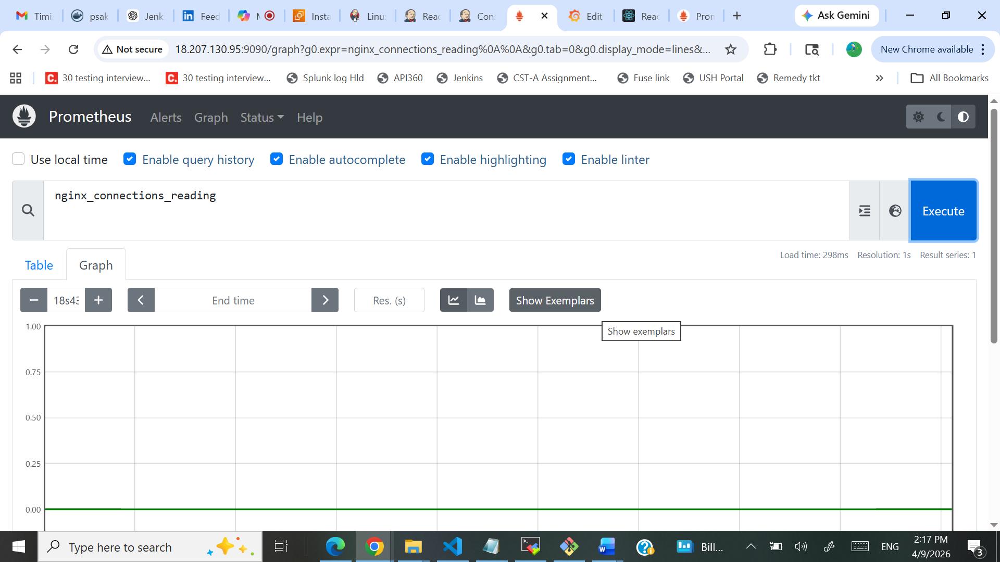 Timi
psak
Jenk
Feed
Insta
Linu
Reac
Con
Edit
Reac
Pron
Ask Gemini
Not secure
18.207.130.95:9090/graph?g0.expr=nginx_connections_reading%0A%0A&g0.tab=0&g0.display_mode=lines&...
New Chrome available
30 testing interview...
30 testing interview...
Splunk log Hld
API360
Jenkins
CST-A Assignment...
Fuse link
USH Portal
Remedy tkt
All Bookmarks
Prometheus
Alerts
Graph
Status
Help
Use local time
Enable query history
Enable autocomplete
Enable highlighting
Enable linter
nginx_connections_reading
Execute
Table
Graph
Load time: 298ms
Resolution: 1s
Result series: 1
18s43
End time
Res. (s)
Show Exemplars
Show exemplars
1.00
0.75
0.50
0.25
0.00
Type here to search
Bill...
ENG
2:17 PM
4/9/2026
3